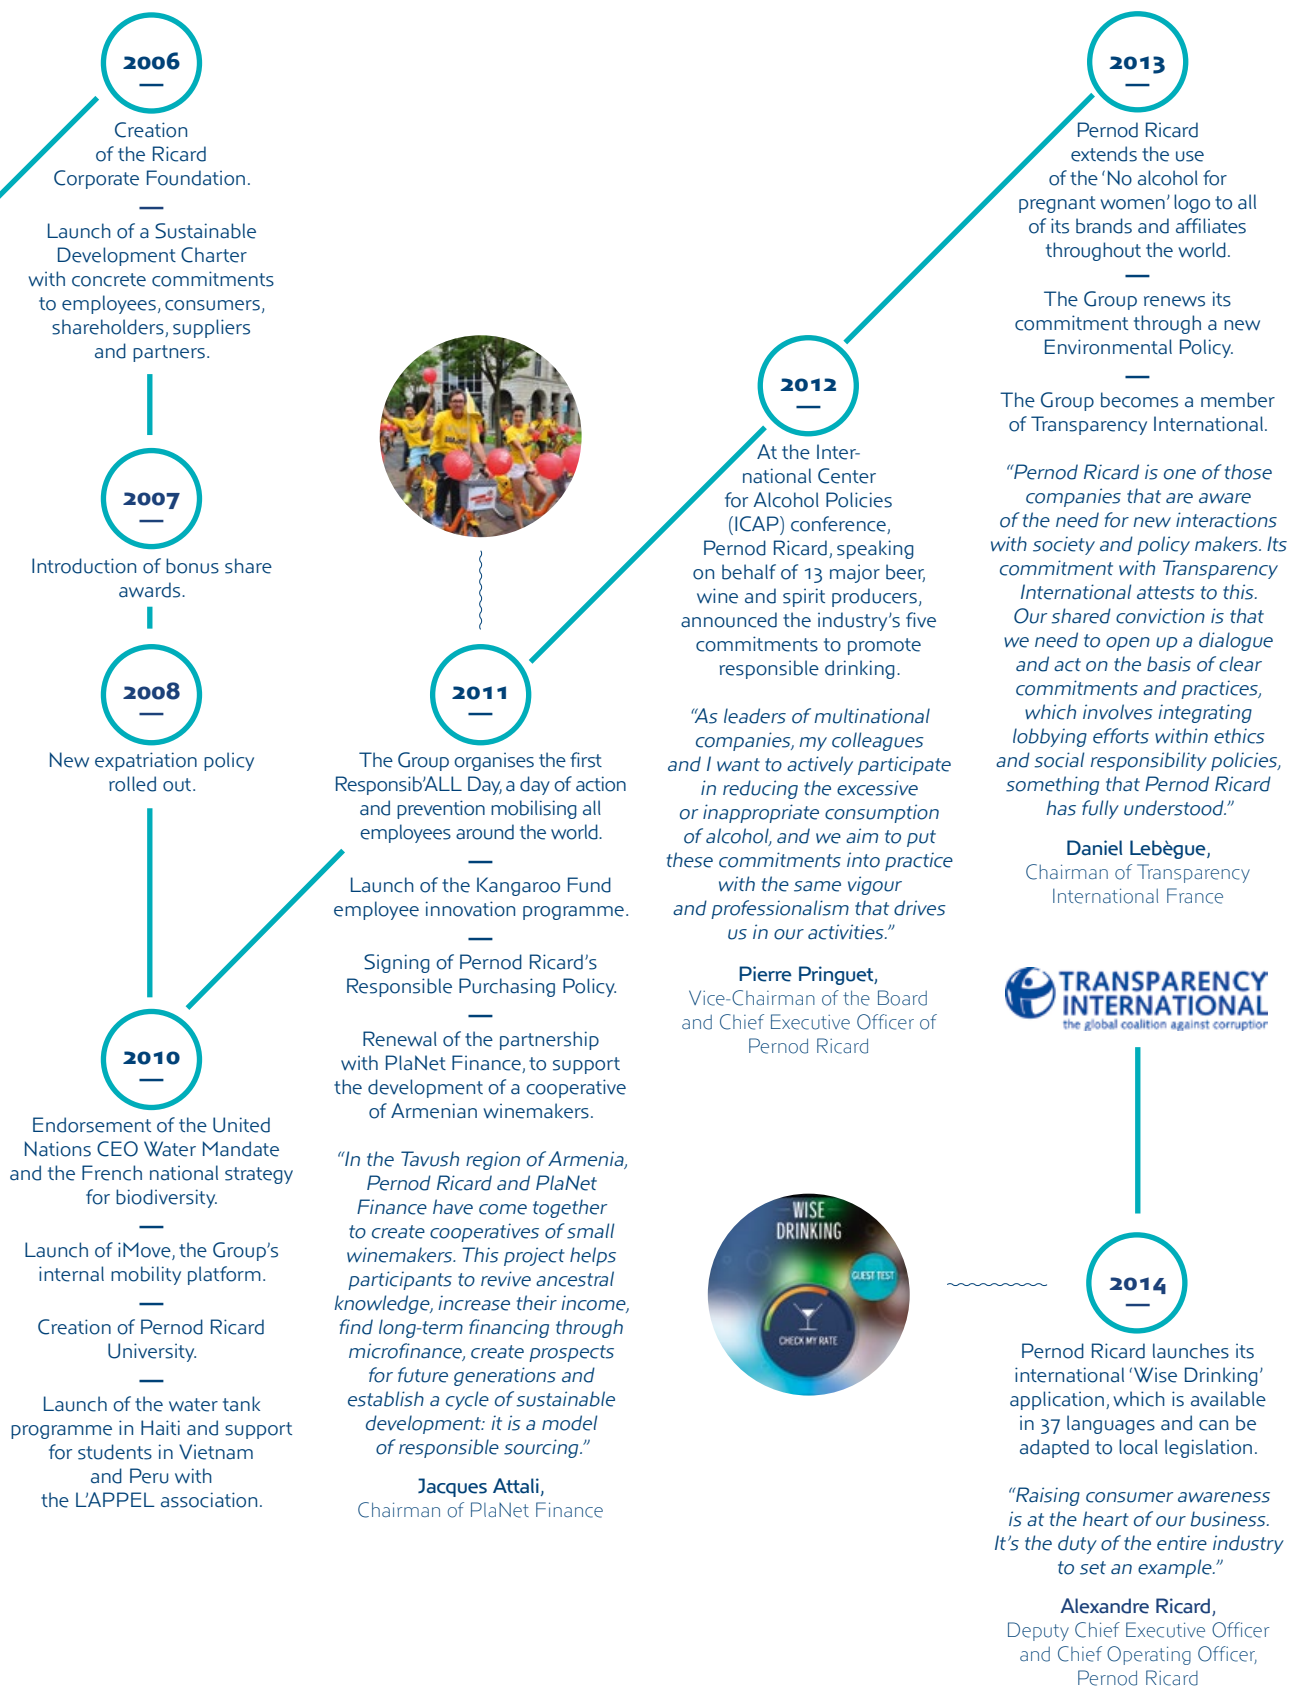 2006
Creation
of the Ricard
Corporate Foundation.
Launch of a Sustainable
Development Charter
with concrete commitments
to employees, consumers,
shareholders, suppliers
and partners.
2007
Introduction of bonus share
awards.
2008
New expatriation policy
rolled out.
2010
Endorsement of the United
Nations CEO Water Mandate
and the French national strategy
for biodiversity.
Launch of iMove, the Group’s
internal mobility platform.
Creation of Pernod Ricard
University.
Launch of the water tank
programme in Haiti and support
for students in Vietnam
and Peru with
the L’APPEL association.
2011
The Group organises the first
Responsib’ALL Day, a day of action
and prevention mobilising all
employees around the world.
Launch of the Kangaroo Fund
employee innovation programme.
Signing of Pernod Ricard’s
Responsible Purchasing Policy.
Renewal of the partnership
with PlaNet Finance, to support
the development of a cooperative
of Armenian winemakers.
“In the Tavush region of Armenia,
Pernod Ricard and PlaNet
Finance have come together
to create cooperatives of small
winemakers. This project helps
participants to revive ancestral
knowledge, increase their income,
find long-term financing through
microfinance, create prospects
for future generations and
establish a cycle of sustainable
development: it is a model
of responsible sourcing.”
Jacques Attali,
Chairman of PlaNet Finance
2012
At the Inter-
national Center
for Alcohol Policies
(ICAP) conference,
Pernod Ricard, speaking
on behalf of 13 major beer,
wine and spirit producers,
announced the industry’s five
commitments to promote
responsible drinking.
“As leaders of multinational
companies, my colleagues
and I want to actively participate
in reducing the excessive
or inappropriate consumption
of alcohol, and we aim to put
these commitments into practice
with the same vigour
and professionalism that drives
us in our activities.”
Pierre Pringuet,
Vice-Chairman of the Board
and Chief Executive Officer of
Pernod Ricard
WISE
DRINKING
GUEST TEST
CHECK MY RATE
2013
Pernod Ricard
extends the use
of the ‘No alcohol for
pregnant women’ logo to all
of its brands and affiliates
throughout the world.
The Group renews its
commitment through a new
Environmental Policy.
The Group becomes a member
of Transparency International.
“Pernod Ricard is one of those
companies that are aware
of the need for new interactions
with society and policy makers. Its
commitment with Transparency
International attests to this.
Our shared conviction is that
we need to open up a dialogue
and act on the basis of clear
commitments and practices,
which involves integrating
lobbying efforts within ethics
and social responsibility policies,
something that Pernod Ricard
has fully understood.”
Daniel Lebègue,
Chairman of Transparency
International France
TRANSPARENCY
INTERNATIONAL
the global coalition against corruption
2014
Pernod Ricard launches its
international ‘Wise Drinking’
application, which is available
in 37 languages and can be
adapted to local legislation.
“Raising consumer awareness
is at the heart of our business.
It’s the duty of the entire industry
to set an example.”
Alexandre Ricard,
Deputy Chief Executive Officer
and Chief Operating Officer,
Pernod Ricard